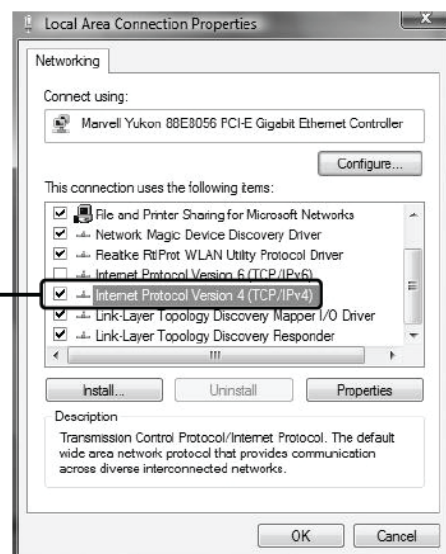 Local Area Connection Properties
X
Networking
Connect using:
Marvell Yukon 88E8056 PCI-E Gigabit Ethernet Controller
Configure...
This connection uses the following items:
File and Printer Sharing for Microsoft Networks
Network Magic Device Discovery Driver
Realtke RtlProt WLAN Utility Protocol Driver
Internet Protocol Version 6 (TCP/IPv6)
Internet Protocol Version 4 (TCP/IPv4)
Link-Layer Topology Discovery Mapper I/O Driver
Link-Layer Topology Discovery Responder
Install...
Uninstall
Properties
Description
Transmission Control Protocol/Internet Protocol. The default
wide area network protocol that provides communication
across diverse interconnected networks.
OK
Cancel